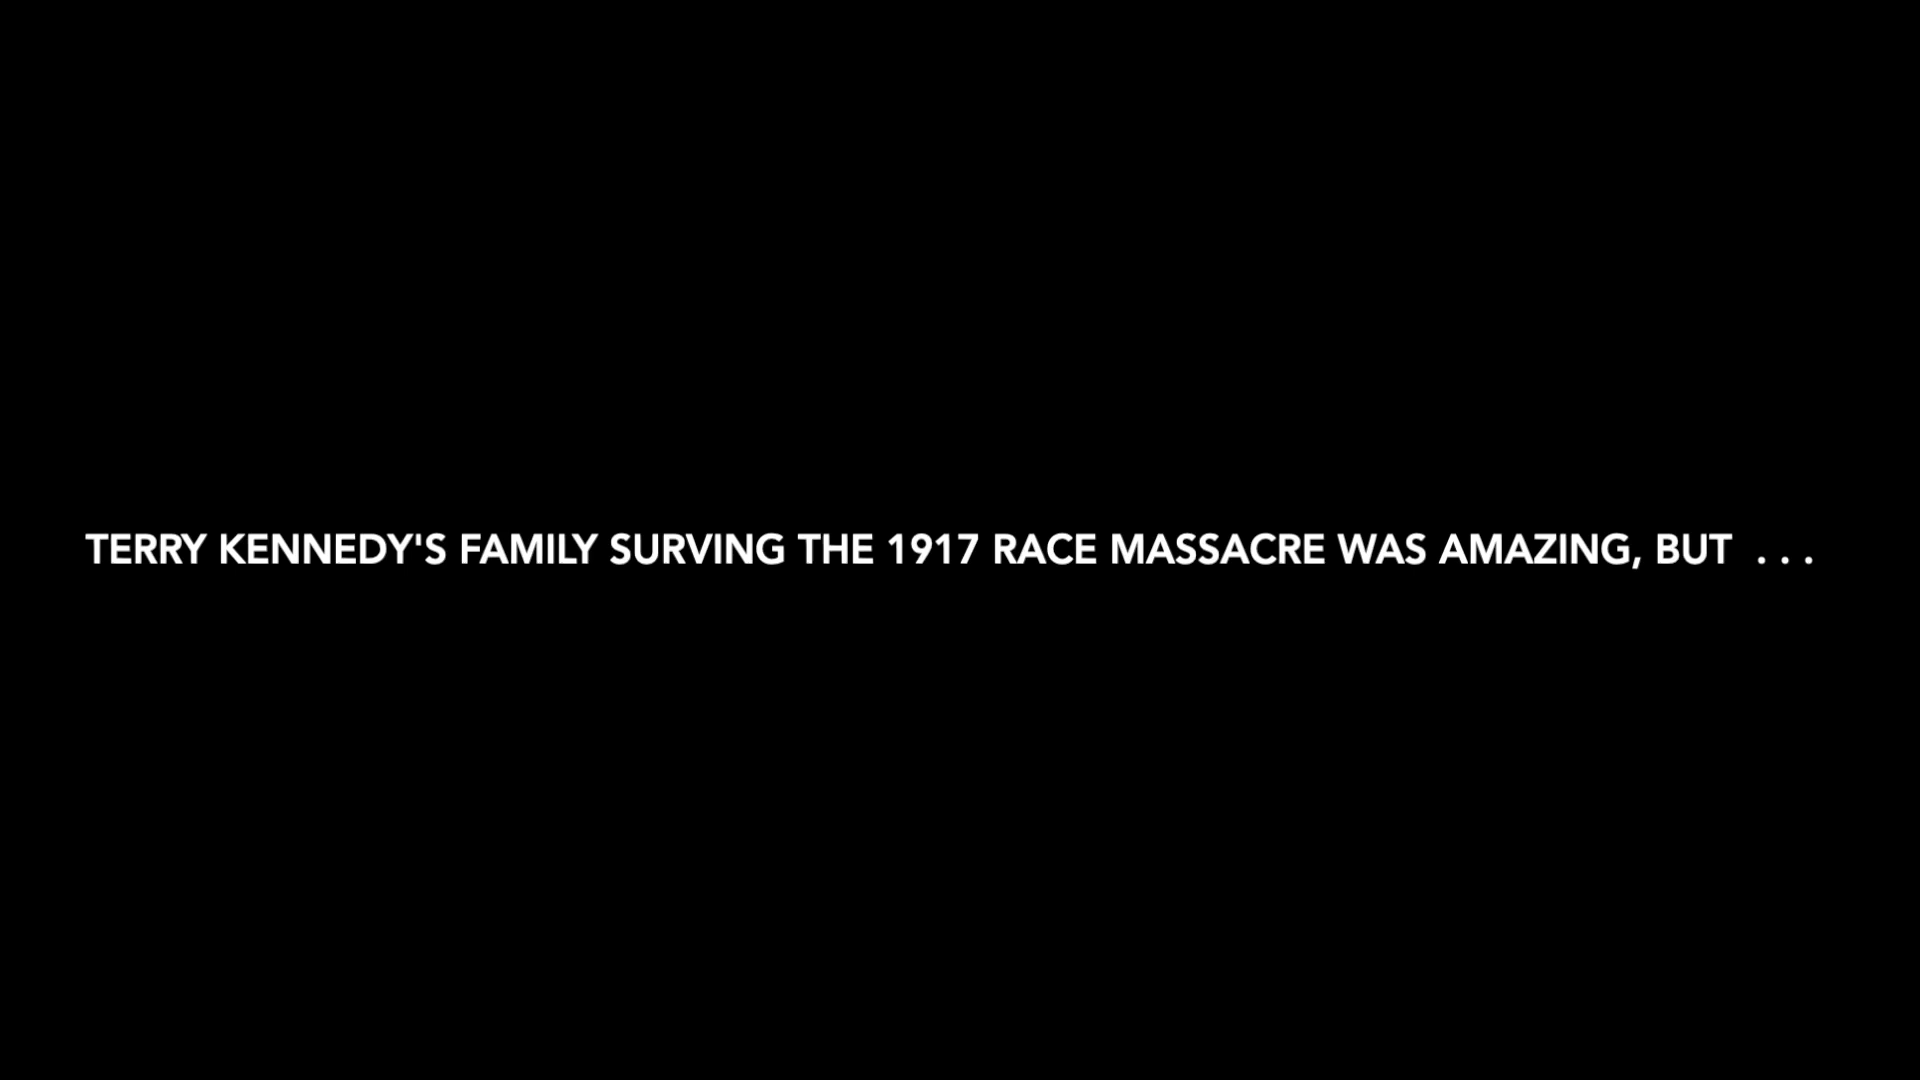 TERRY KENNEDY'S FAMILY SURVING THE 1917 RACE MASSACRE WAS AMAZING, BUT  . . .